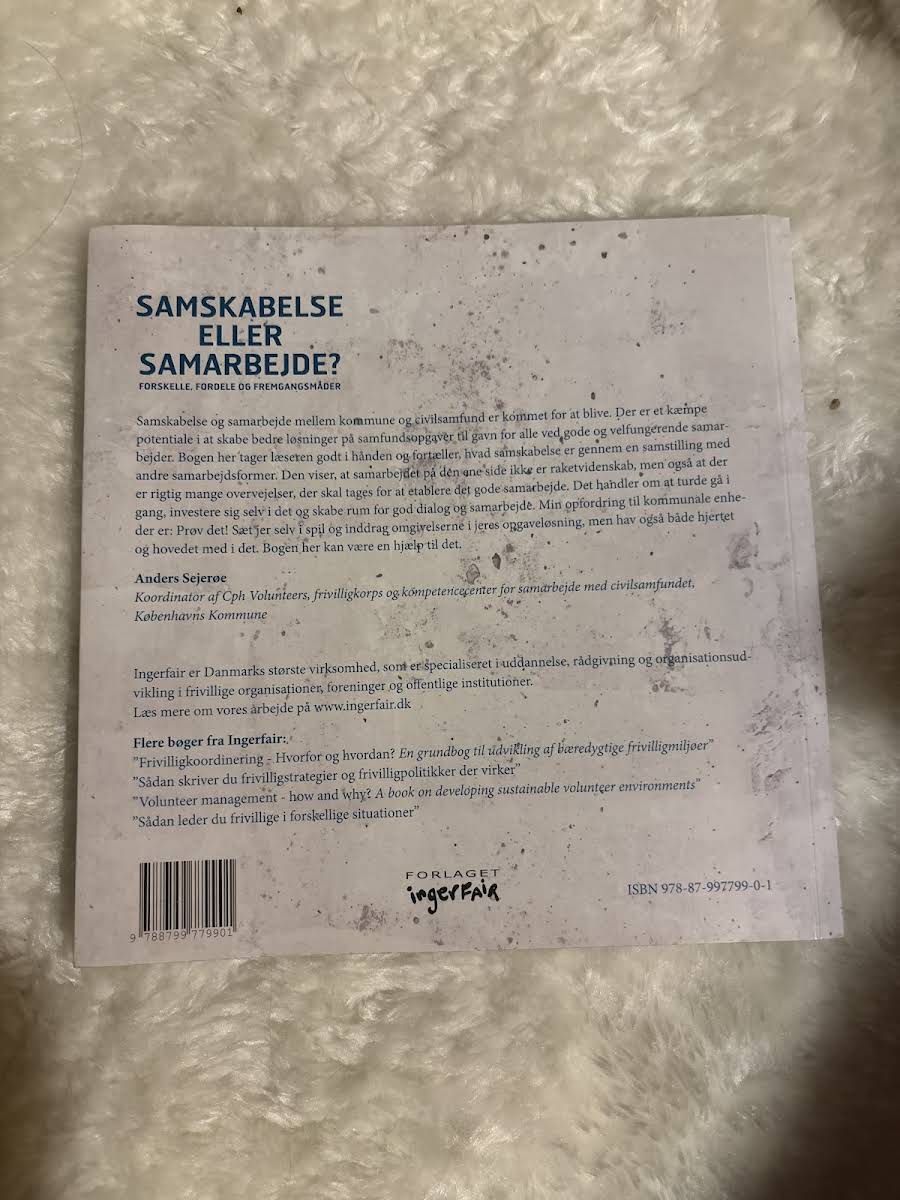 SAMSKABELSE
ELLER
SAMARBEJDE?
FORSKELLE, FORDELE OG FREMGANGSMÅDER
Samskabelse og samarbejde mellem kommune og civilsamfund er kommet for at blive. Der er et kæmpe
potentiale i at skabe bedre løsninger på samfundsopgaver til gavn for alle ved gode og velfungerende samar-
bejder. Bogen her tager læseren godt i hånden og fortæller, hvad samskabelse er gennem en samstilling med
andre samarbejdsformer. Den viser, at samarbejdet på den ane side ikke er raketvidenskab, men også at der
er rigtig mange overvejelser, der skal tages for at etablere det gode samarbejde. Det handler om at turde gå i
gang, investere sig selv i det og skabe rum for god dialog og samarbejde. Min opfordring til kommunale enhe-
der er: Prøv det! Sæt jer selv i spil og inddrag omgivelserne i jeres opgaveløsning, men hav også både hjertet
og hovedet med i det. Bogen her kan være en hjælp til det.
Anders Sejerøe
Koordinator af Cph Volunteers, frivilligkorps og kompetencecenter for samarbejde med civilsamfundet,
Københavns Kommune
Ingerfair er Danmarks største virksomhed, som er specialiseret i uddannelse, rådgivning og organisationsud-
vikling i frivillige organisationer, foreninger og offentlige institutioner.
Læs mere om vores arbejde på www.ingerfair.dk
Flere bøger fra Ingerfair:
"Frivilligkoordinering - Hvorfor og hvordan? En grundbog til udvikling af bæredygtige frivilligmiljøer"
"Sådan skriver du frivilligstrategier og frivilligpolitikker der virker"
"Volunteer management - how and why? A book on developing sustainable volunteer environments"
"Sådan leder du frivillige i forskellige situationer"
FORLAGET
ingerFAIR
ISBN 978-87-997799-0-1
9 788799 779901